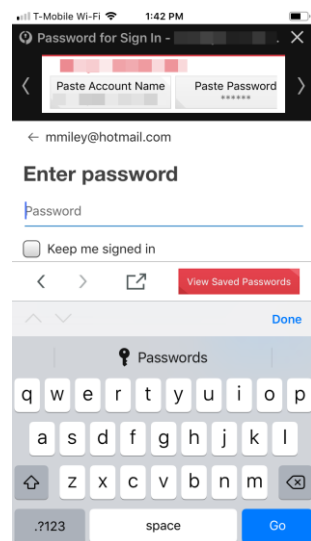 T-Mobile Wi-Fi 1:42 PM
Password for Sign In - .
Paste Account Name Paste Password
******
← mmiley@hotmail.com
Enter password
Password
Keep me signed in
View Saved Passwords
Done
Passwords
q w e r t y u i o p
a s d f g h j k l
z x c v b n m
.?123 space Go